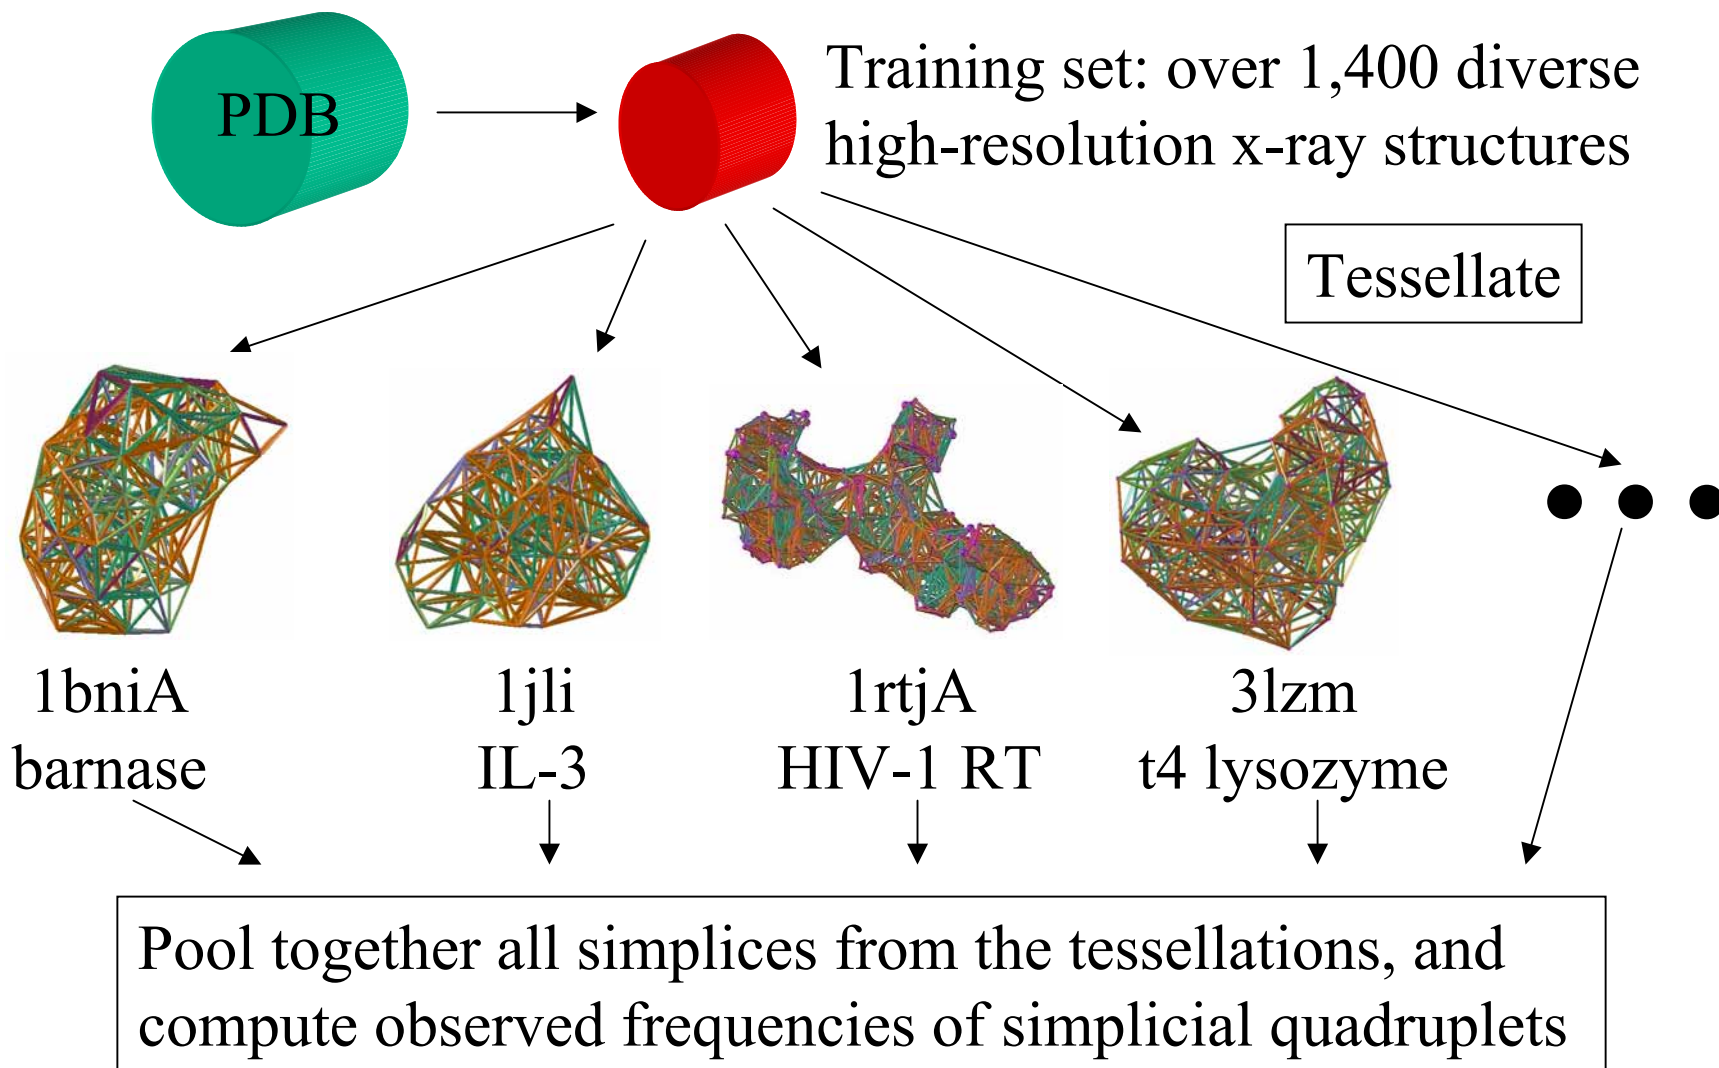 PDB
Training set: over 1,400 diverse
high-resolution x-ray structures
Tessellate
1bniA
barnase
1jli
IL-3
1rtjA
HIV-1 RT
3lzm
t4 lysozyme
Pool together all simplices from the tessellations, and
compute observed frequencies of simplicial quadruplets